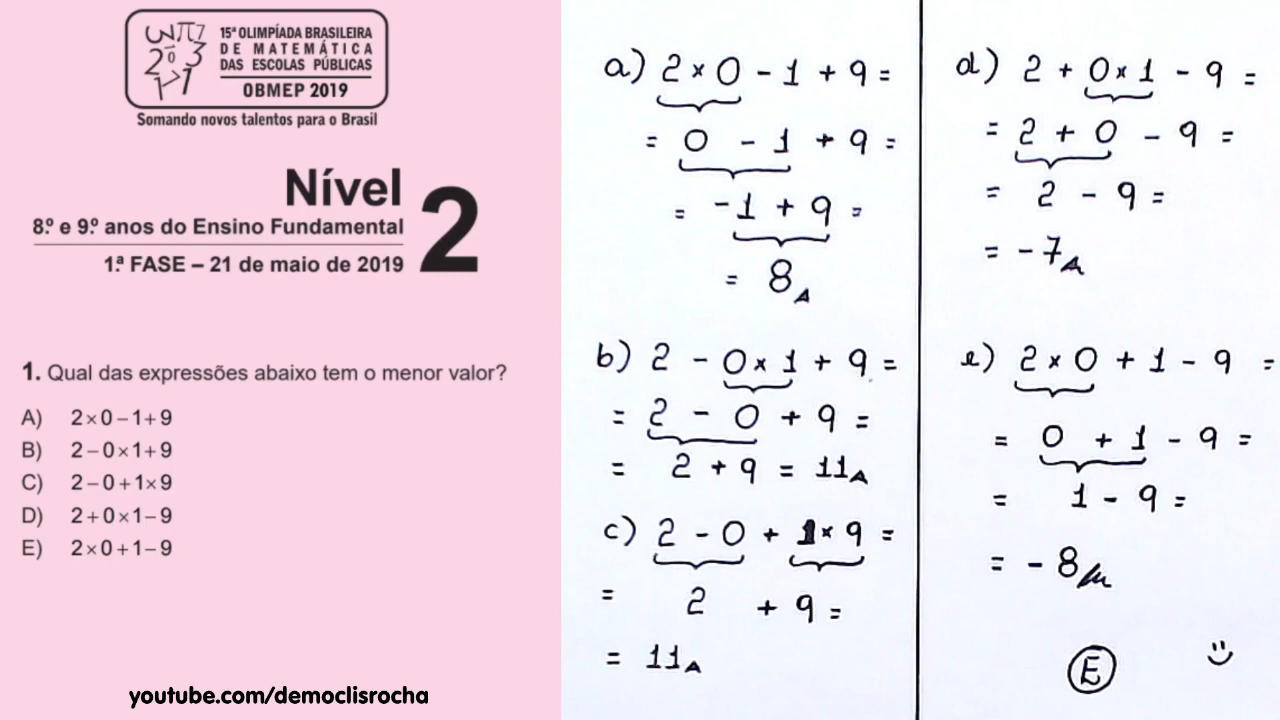 15ª OLIMPÍADA BRASILEIRA
DE MATEMÁTICA
DAS ESCOLAS PÚBLICAS
OBMEP 2019
Somando novos talentos para o Brasil
Nível 2
8.º e 9.º anos do Ensino Fundamental
1.ª FASE – 21 de maio de 2019
1. Qual das expressões abaixo tem o menor valor?
A) 2×0−1+9
B) 2−0×1+9
C) 2−0+1×9
D) 2+0×1−9
E) 2×0+1−9
youtube.com/democlisrocha
a) 2×0 - 1 + 9 =
= 0 - 1 + 9 =
= -1 + 9 =
= 8
b) 2 - 0×1 + 9 =
= 2 - 0 + 9 =
= 2 + 9 = 11
c) 2 - 0 + 1×9 =
= 2 + 9 =
= 11
d) 2 + 0×1 - 9 =
= 2 + 0 - 9 =
= 2 - 9 =
= -7
e) 2×0 + 1 - 9 =
= 0 + 1 - 9 =
= 1 - 9 =
= -8
E